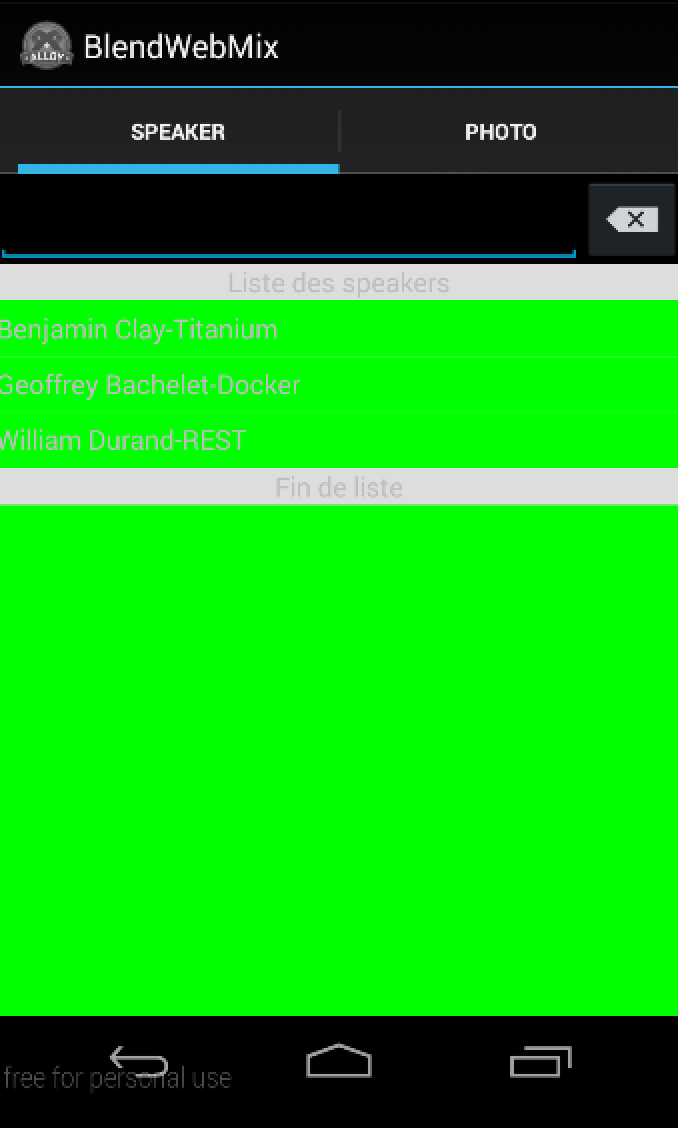 ALLOY
BlendWebMix
SPEAKER
PHOTO
Liste des speakers
Benjamin Clay-Titanium
Geoffrey Bachelet-Docker
William Durand-REST
Fin de liste
free for personal use